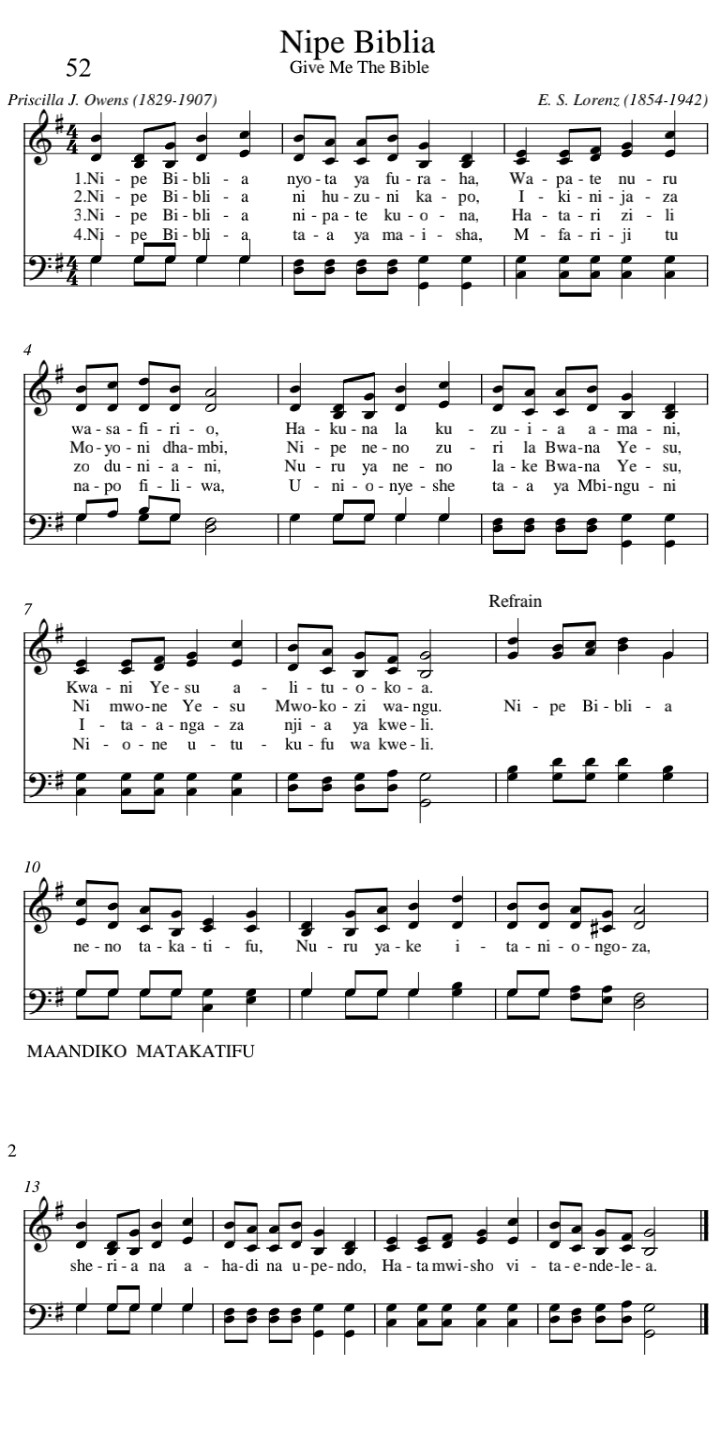 Nipe Biblia
52
Give Me The Bible
Priscilla J. Owens (1829-1907)
E. S. Lorenz (1854-1942)
1.Ni - pe Bi - bli - a nyo - ta ya fu - ra - ha, Wa - pa - te nu - ru
2.Ni - pe Bi - bli - a ni hu - zu - ni ka - po, I - ki - ni - ja - za
3.Ni - pe Bi - bli - a ni - pa - te ku - o - na, Ha - ta - ri zi - li
4.Ni - pe Bi - bli - a ta - a ya ma - i - sha, M - fa - ri - ji tu
4
wa - sa - fi - ri - o, Ha - ku - na la ku - zu - i - a a - ma - ni,
Mo - yo - ni dha - mbi, Ni - pe ne - no zu - ri la Bwa - na Ye - su,
zo du - ni - a - ni, Nu - ru ya ne - no la - ke Bwa - na Ye - su,
na - po fi - li - wa, U - ni - o - nye - she ta - a ya Mbi - ngu - ni
7
Refrain
Kwa - ni Ye - su a - li - tu - o - ko - a.
Ni mwo - ne Ye - su Mwo - ko - zi wa - ngu. Ni - pe Bi - bli - a
I - ta - a - nga - za nji - a ya kwe - li.
Ni - o - ne u - tu - ku - fu wa kwe - li.
10
ne - no ta - ka - ti - fu, Nu - ru ya - ke i - ta - ni - o - ngo - za,
MAANDIKO MATAKATIFU
2
13
she - ri - a na a - ha - di na u - pe - ndo, Ha - ta mwi - sho vi - ta - e - nde - le - a.